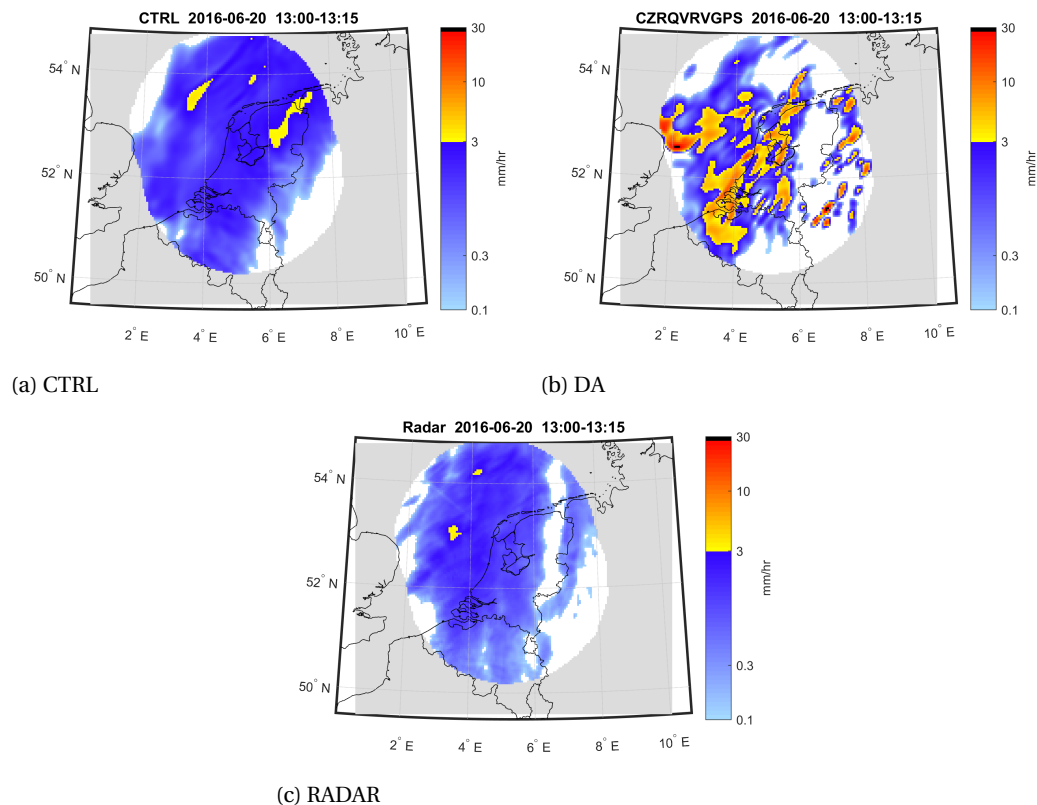 CTRL 2016-06-20 13:00-13:15
54° N
52° N
50° N
2° E
4° E
6° E
8° E
10° E
30
10
3
0.3
0.1
mm/hr
(a) CTRL
CZRQVRVGPS 2016-06-20 13:00-13:15
54° N
52° N
50° N
2° E
4° E
6° E
8° E
10° E
30
10
3
0.3
0.1
mm/hr
(b) DA
Radar 2016-06-20 13:00-13:15
54° N
52° N
50° N
2° E
4° E
6° E
8° E
10° E
30
10
3
0.3
0.1
mm/hr
(c) RADAR